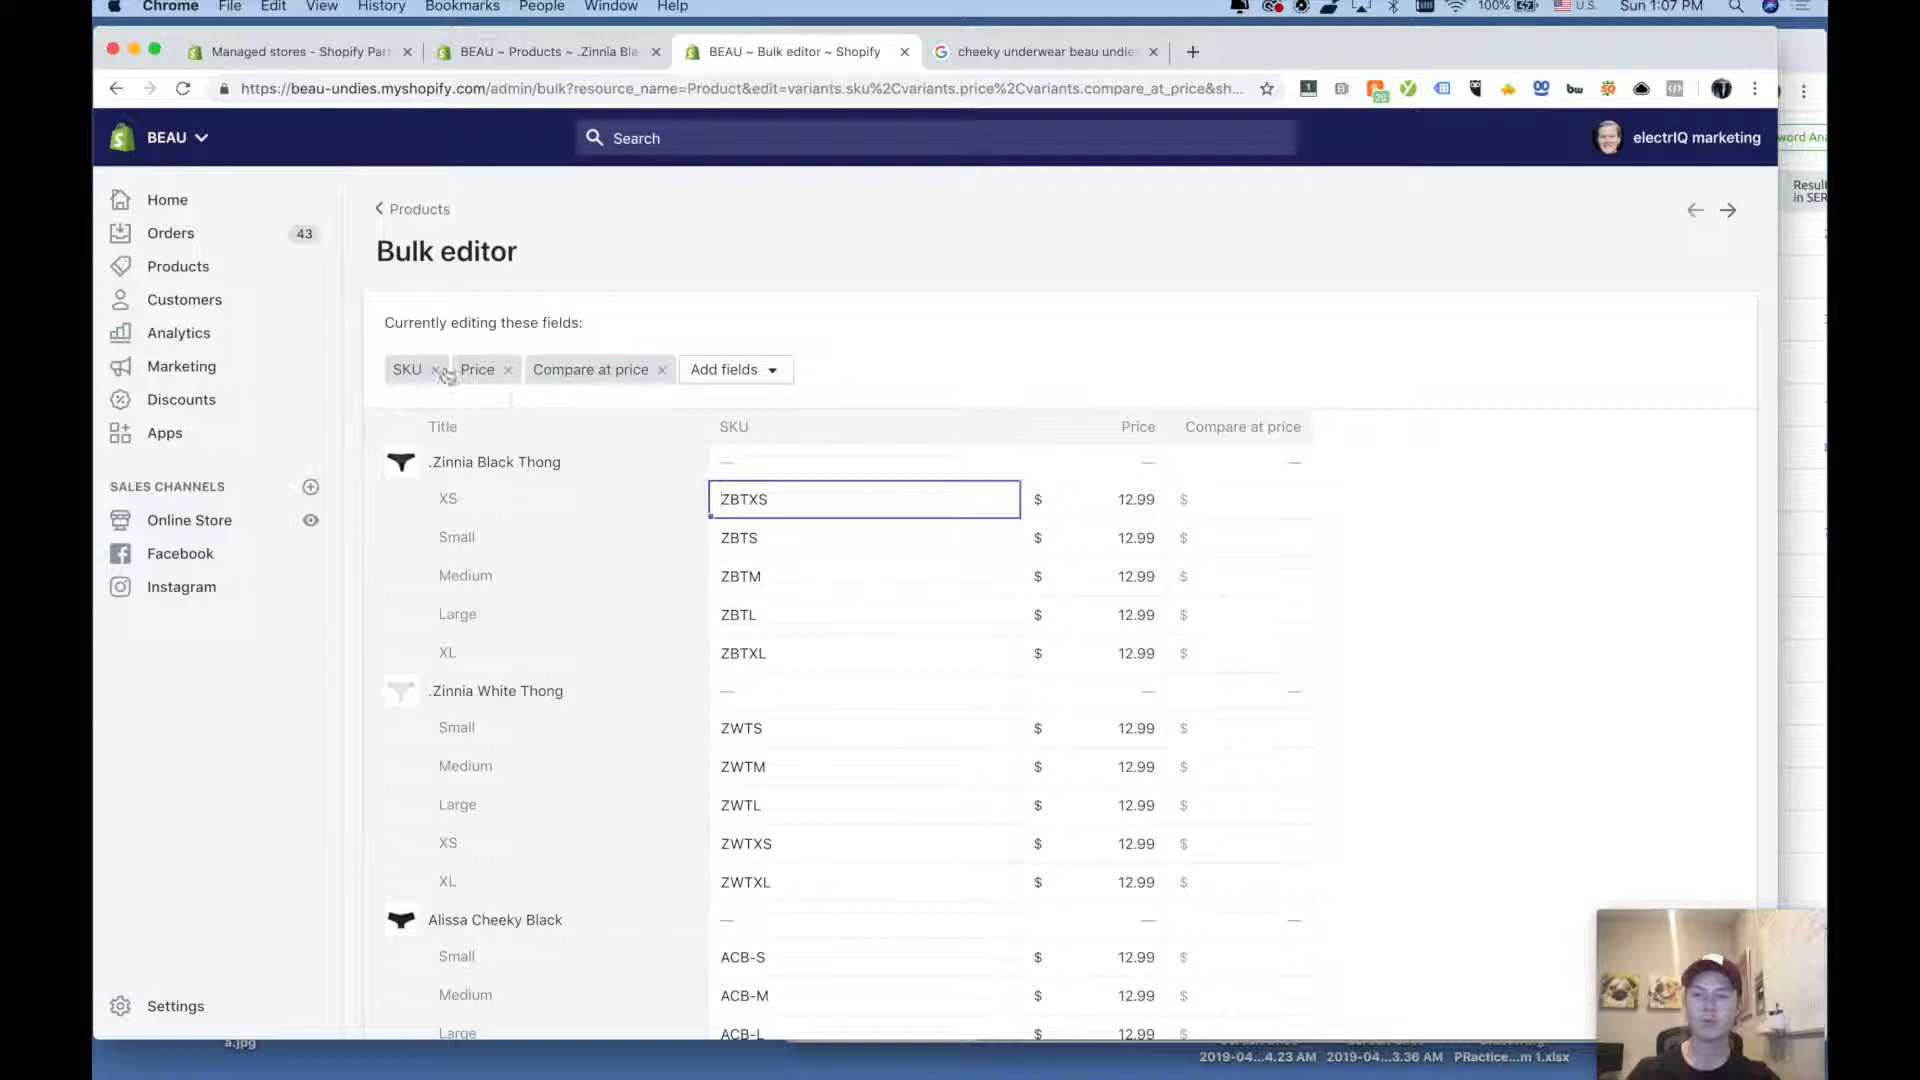 Chrome File Edit View History Bookmarks People Window Help 100% U.S. Sun 1:07 PM
Managed stores - Shopify Par BEAU ~ Products ~ .Zinnia Bla BEAU ~ Bulk editor ~ Shopify cheeky underwear beau undie
https://beau-undies.myshopify.com/admin/bulk?resource_name=Product&edit=variants.sku%2Cvariants.price%2Cvariants.compare_at_price&sh...
BEAU Search electrIQ marketing word Ana
Result
in SER
Home
Orders 43
Products
Customers
Analytics
Marketing
Discounts
Apps
SALES CHANNELS
Online Store
Facebook
Instagram
Settings
Products
Bulk editor
Currently editing these fields:
SKU Price Compare at price Add fields
Title SKU Price Compare at price
.Zinnia Black Thong — — —
XS ZBTXS $ 12.99 $
Small ZBTS $ 12.99 $
Medium ZBTM $ 12.99 $
Large ZBTL $ 12.99 $
XL ZBTXL $ 12.99 $
.Zinnia White Thong — — —
Small ZWTS $ 12.99 $
Medium ZWTM $ 12.99 $
Large ZWTL $ 12.99 $
XS ZWTXS $ 12.99 $
XL ZWTXL $ 12.99 $
Alissa Cheeky Black — — —
Small ACB-S $ 12.99 $
Medium ACB-M $ 12.99 $
Large ACB-L $ 12.99 $
a.jpg
2019-04...4.23 AM 2019-04...3.36 AM PRactice...m 1.xlsx